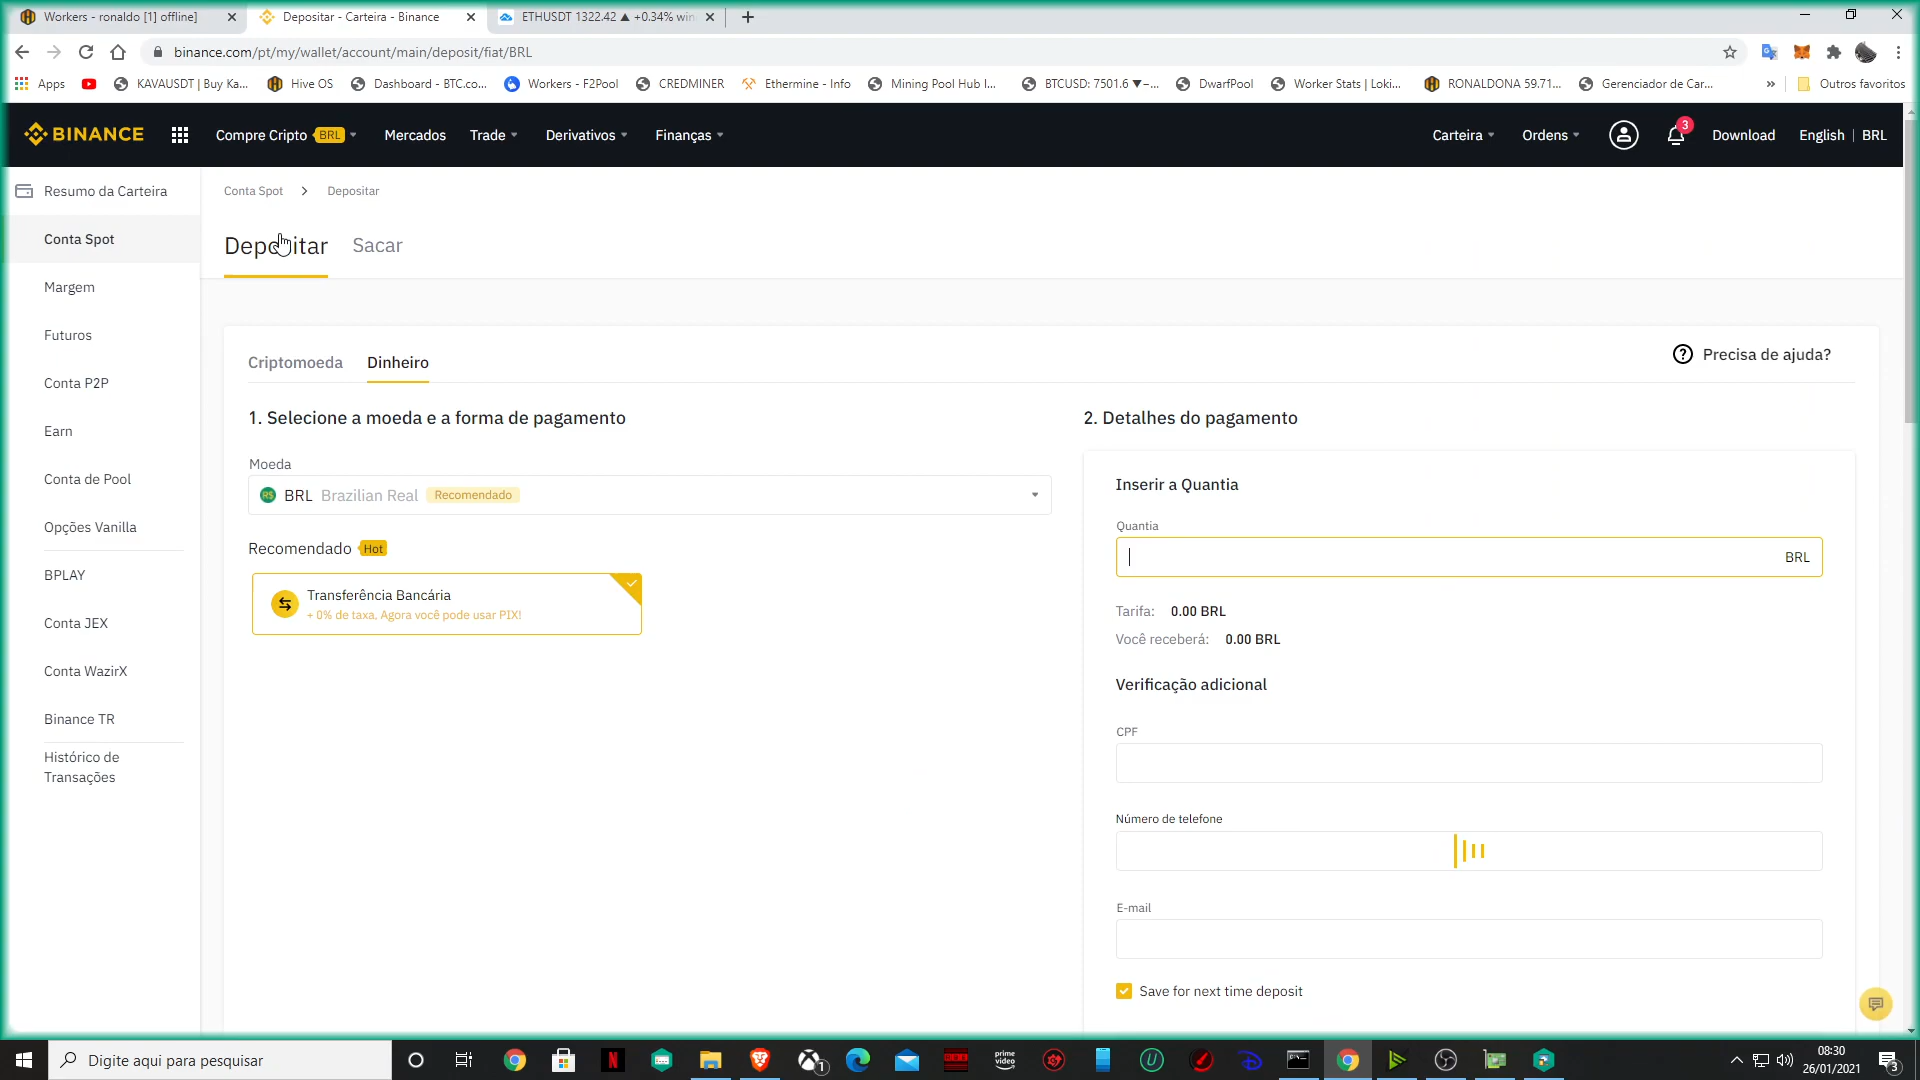 Workers - ronaldo [1] offline]
Depositar - Carteira - Binance
ETHUSDT 1322.42 ▲ +0.34% win
binance.com/pt/my/wallet/account/main/deposit/fiat/BRL
Apps
KAVAUSDT | Buy Ka...
Hive OS
Dashboard - BTC.co...
Workers - F2Pool
CREDMINER
Ethermine - Info
Mining Pool Hub I...
BTCUSD: 7501.6 ▼−...
DwarfPool
Worker Stats | Loki...
RONALDONA 59.71...
Gerenciador de Car...
»
Outros favoritos
BINANCE
Compre Cripto BRL
Mercados
Trade
Derivativos
Finanças
Carteira
Ordens
3
Download
English | BRL
Resumo da Carteira
Conta Spot
Margem
Futuros
Conta P2P
Earn
Conta de Pool
Opções Vanilla
BPLAY
Conta JEX
Conta WazirX
Binance TR
Histórico de
Transações
Conta Spot > Depositar
Depositar
Sacar
Criptomoeda
Dinheiro
Precisa de ajuda?
1. Selecione a moeda e a forma de pagamento
Moeda
R$ BRL Brazilian Real Recomendado
Recomendado Hot
Transferência Bancária
+ 0% de taxa, Agora você pode usar PIX!
2. Detalhes do pagamento
Inserir a Quantia
Quantia
BRL
Tarifa: 0.00 BRL
Você receberá: 0.00 BRL
Verificação adicional
CPF
Número de telefone
E-mail
Save for next time deposit
Digite aqui para pesquisar
prime
video
08:30
26/01/2021
3